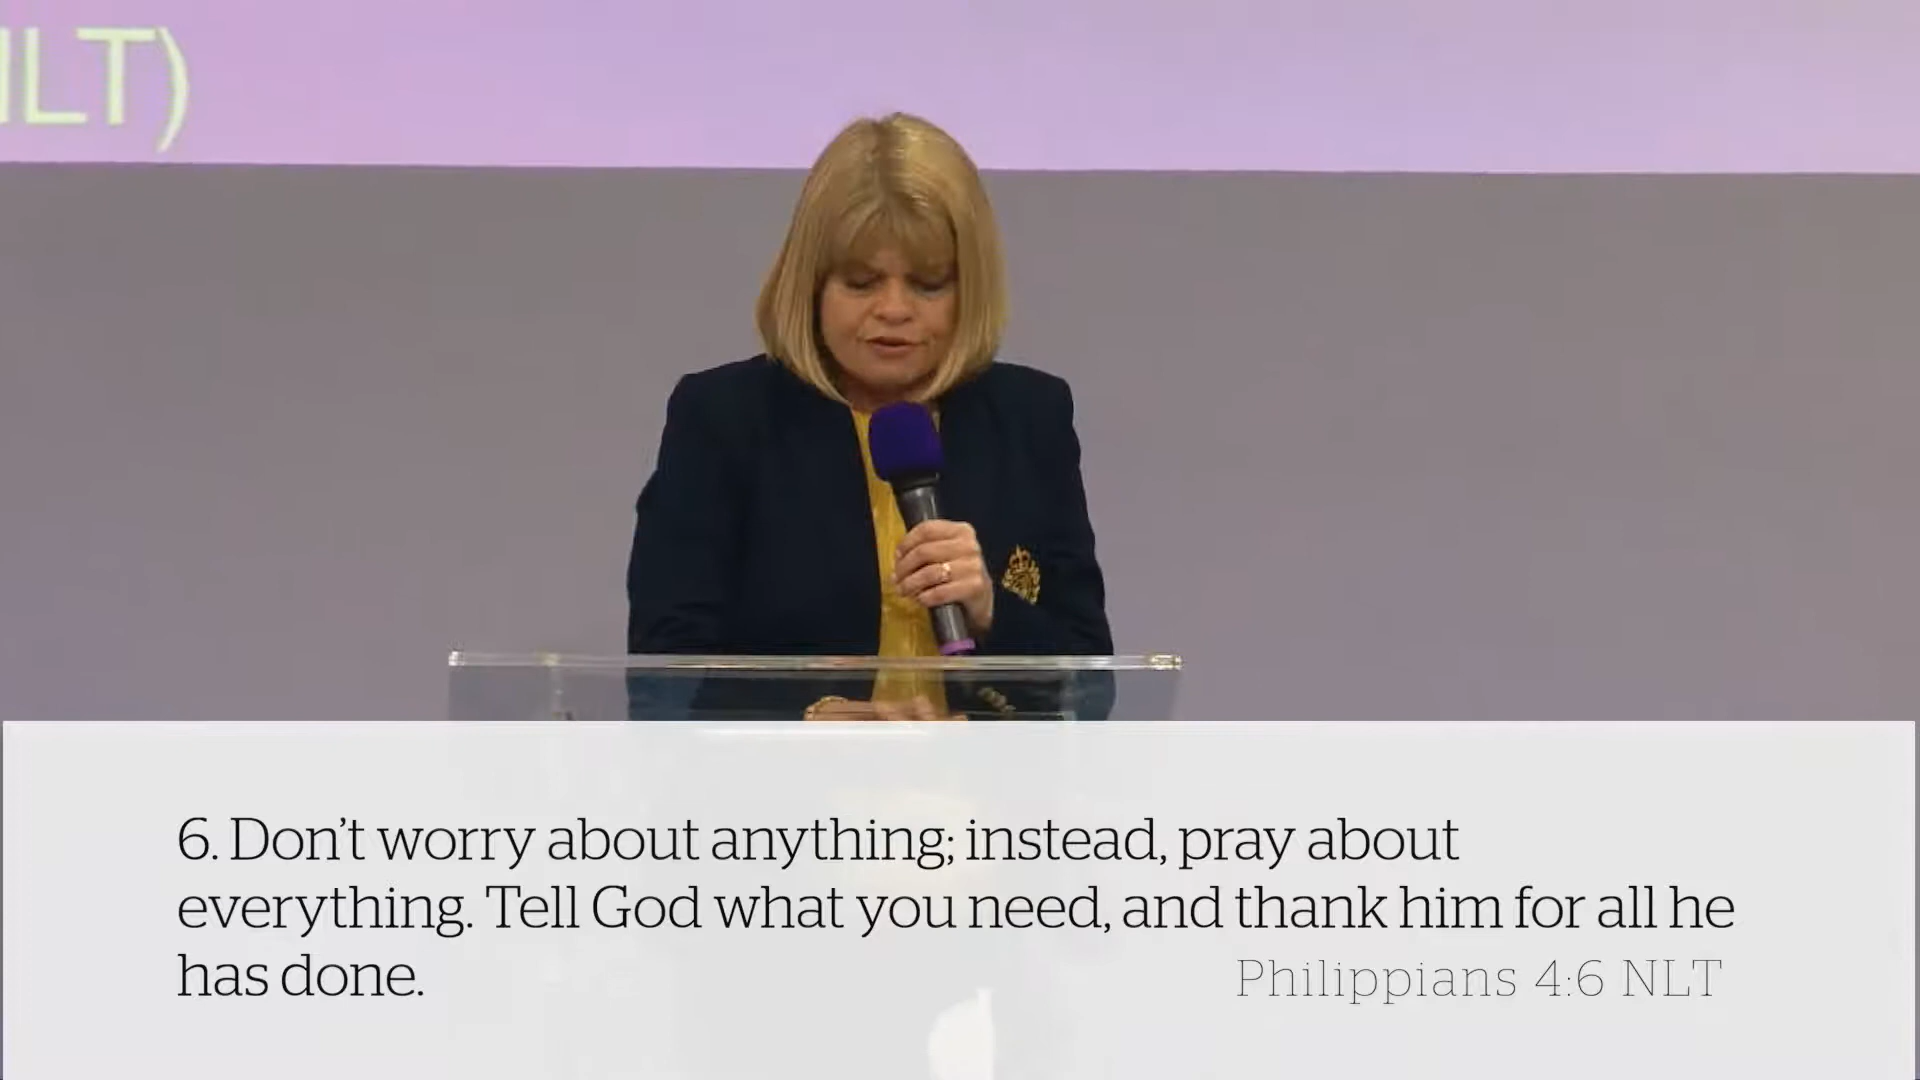 NLT)
6. Don't worry about anything; instead, pray about
everything. Tell God what you need, and thank him for all he
has done.
Philippians 4:6 NLT